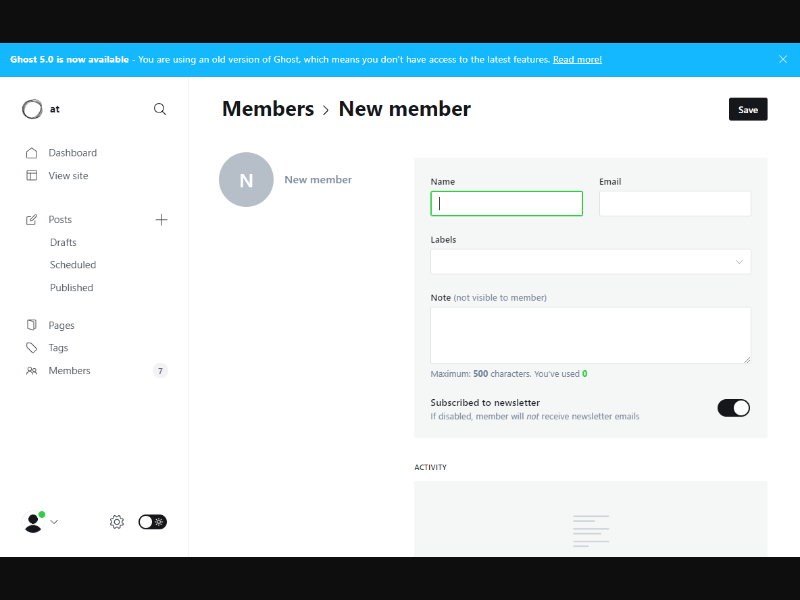 Ghost 5.0 is now available - You are using an old version of Ghost, which means you don't have access to the latest features. Read more!
at
Dashboard
View site
Posts
Drafts
Scheduled
Published
Pages
Tags
Members 7
Members > New member
Save
N
New member
Name
Email
Labels
Note (not visible to member)
Maximum: 500 characters. You've used 0
Subscribed to newsletter
If disabled, member will not receive newsletter emails
ACTIVITY